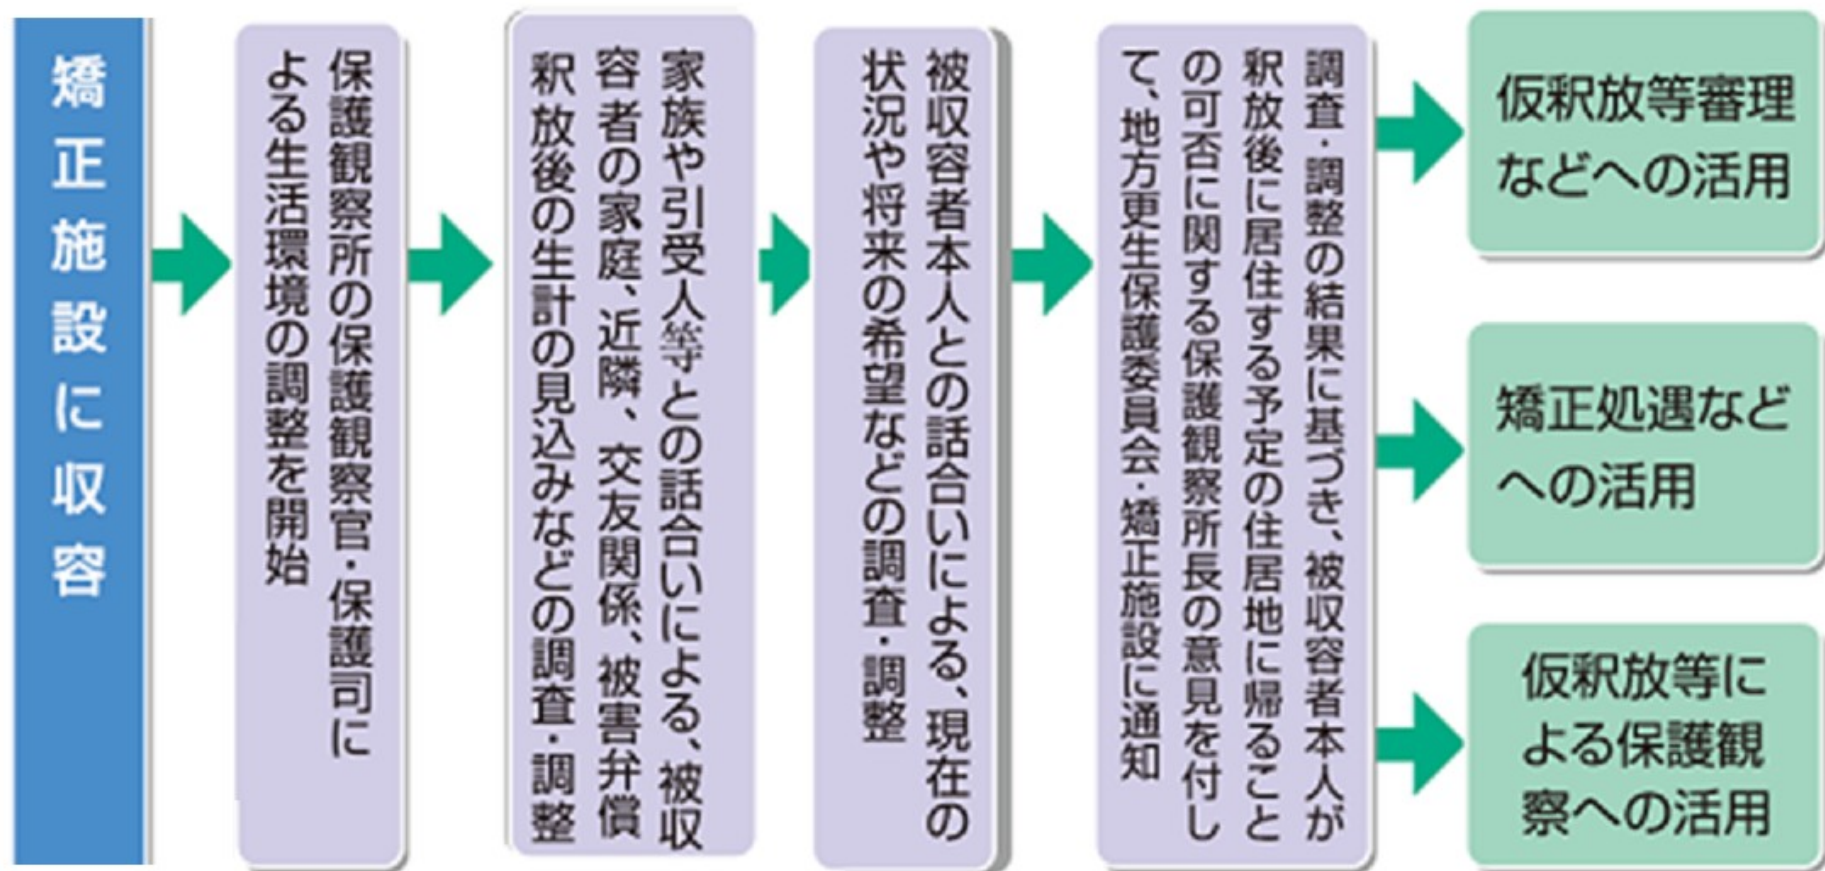 矯正施設に収容
保護観察所の保護観察官・保護司に
よる生活環境の調整を開始
家族や引受人等との話合いによる、被収
容者の家庭、近隣、交友関係、被害弁償
釈放後の生計の見込みなどの調査・調整
被収容者本人との話合いによる、現在の
状況や将来の希望などの調査・調整
調査・調整の結果に基づき、被収容者本人が
釈放後に居住する予定の住居地に帰ること
の可否に関する保護観察所長の意見を付し
て、地方更生保護委員会・矯正施設に通知
仮釈放等審理
などへの活用
矯正処遇など
への活用
仮釈放等に
よる保護観
察への活用